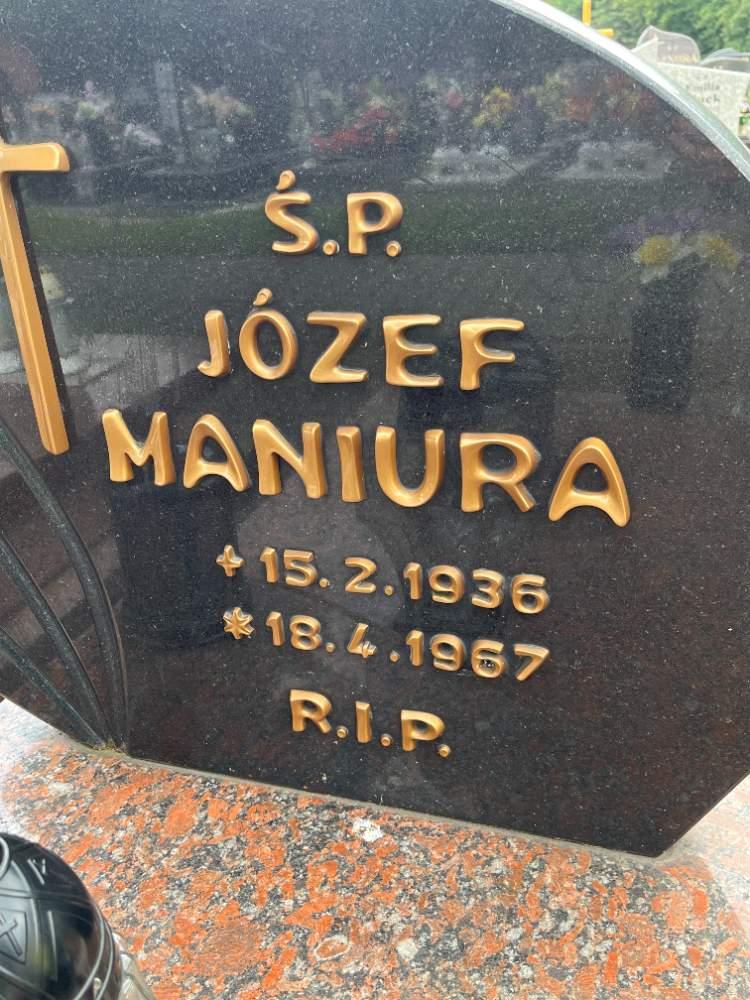 Ś.P.
JÓZEF
MANIURA
+ 15.2.1936
* 18.4.1967
R.I.P.